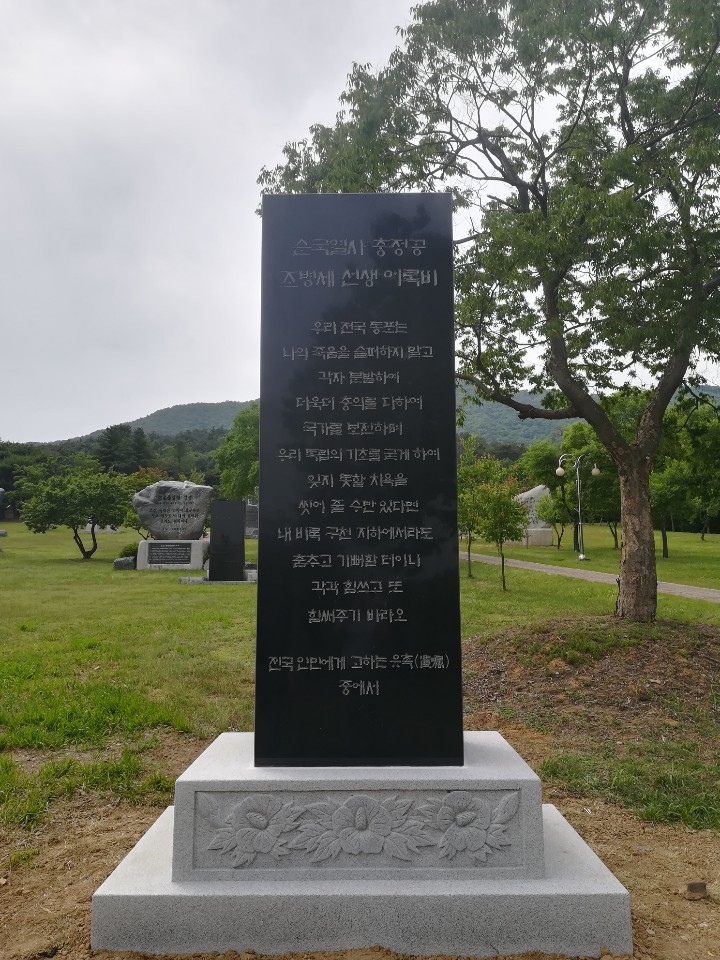 순국열사 충정공
조병세 선생 어록비
우리 전국 동포는
나의 죽음을 슬퍼하지 말고
각자 분발하여
더욱더 충의를 다하여
국가를 보전하며
우리 독립의 기초를 굳게 하여
잊지 못할 치욕을
씻어 줄 수만 있다면
내 비록 구천 지하에서라도
춤추고 기뻐할 터이니
각각 힘쓰고 또
힘써주기 바라오
전국 인민에게 고하는 유촉(遺囑)
중에서